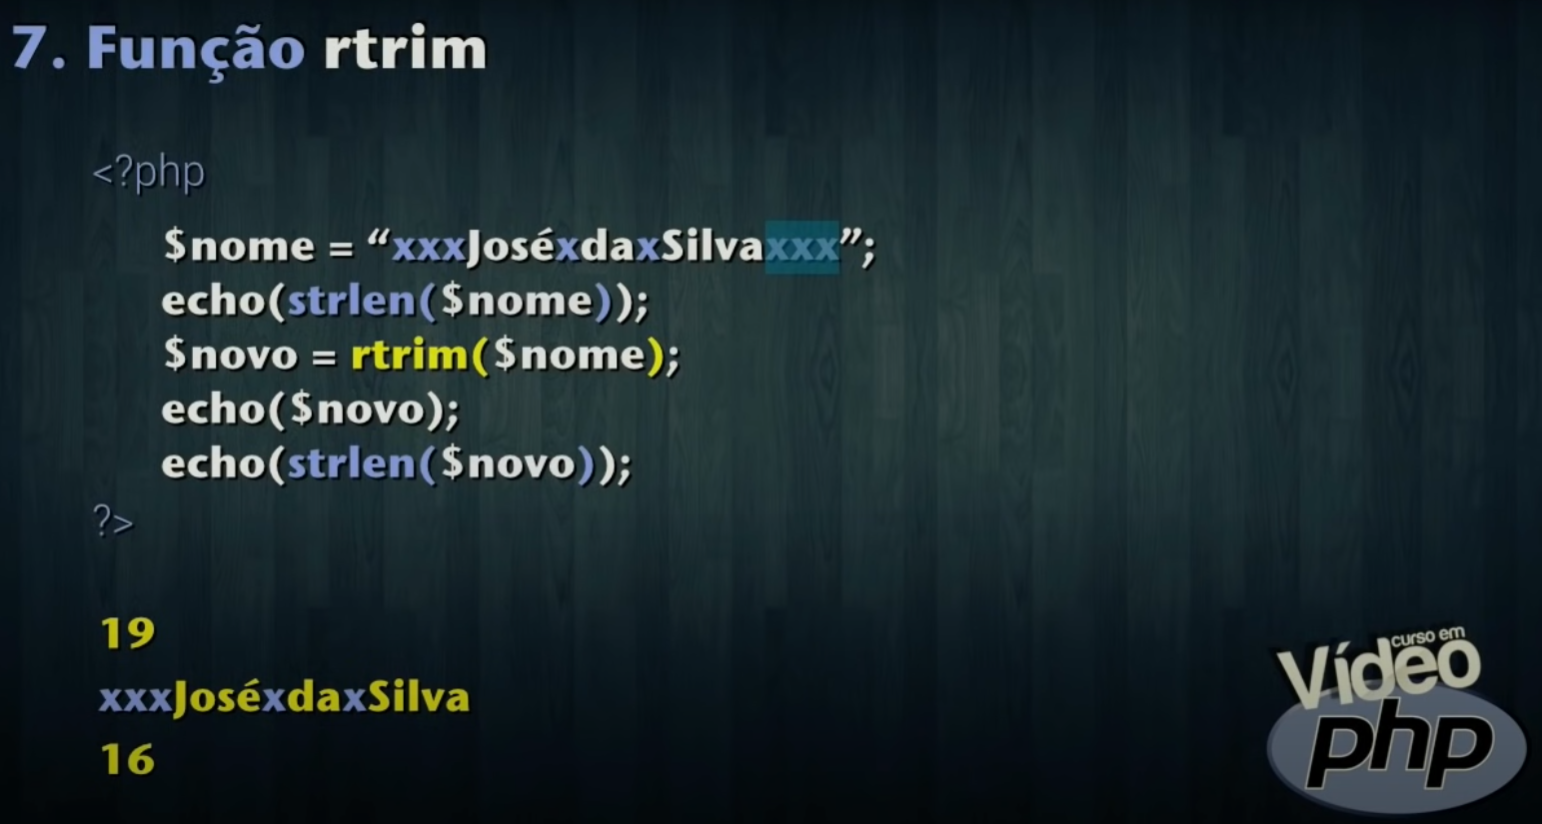 7. Função rtrim
<?php
$nome = “xxxJoséxdaxSilvaxxx”;
echo(strlen($nome));
$novo = rtrim($nome);
echo($novo);
echo(strlen($novo));
?>
19
xxxJoséxdaxSilva
16
curso em
Vídeo
php